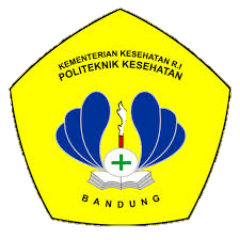 KEMENTERIAN KESEHATAN R.I
POLITEKNIK KESEHATAN
BANDUNG